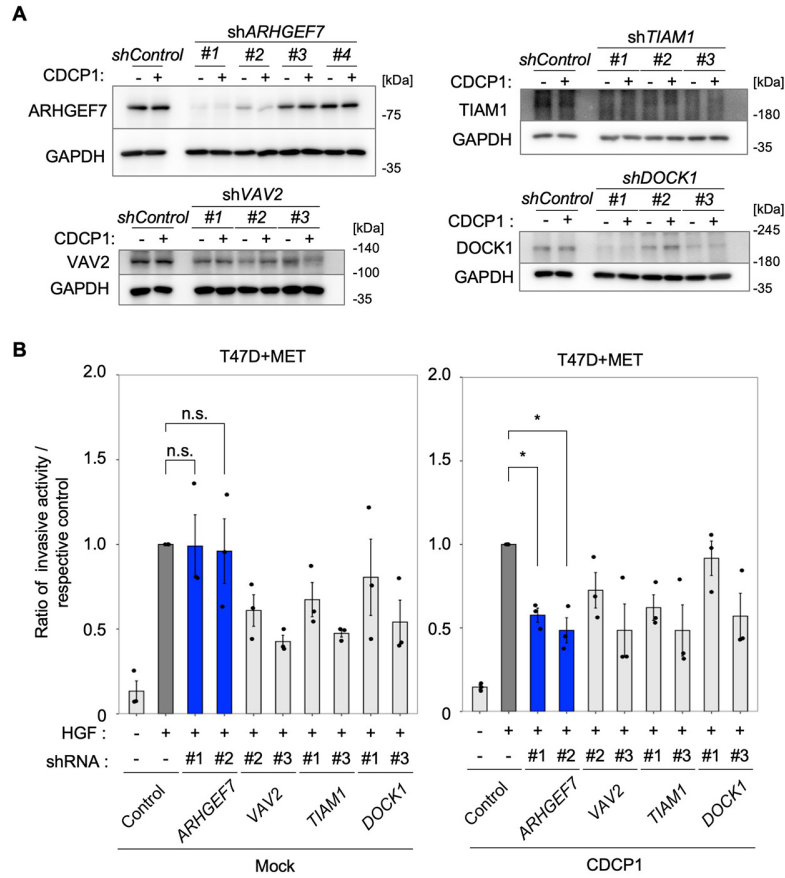 A
shARHGEF7
shControl #1 #2 #3 #4
CDCP1: - + - + - + - + - + [kDa]
ARHGEF7 -75
GAPDH -35
shTIAM1
shControl #1 #2 #3
CDCP1: - + - + - + - + [kDa]
TIAM1 -180
GAPDH -35
shVAV2
shControl #1 #2 #3 [kDa]
CDCP1: - + - + - + - + -140
VAV2 -100
GAPDH -35
shDOCK1
shControl #1 #2 #3 [kDa]
CDCP1 : - + - + - + - + -245
DOCK1 -180
GAPDH -35
B
T47D+MET
Ratio of invasive activity /
respective control
2.0
1.5
1.0
0.5
0
n.s.
n.s.
HGF : - + + + + + + + + +
shRNA : - - #1 #2 #2 #3 #1 #3 #1 #3
Control ARHGEF7 VAV2 TIAM1 DOCK1
Mock
T47D+MET
2.0
1.5
1.0
0.5
0
*
*
- + + + + + + + + +
- - #1 #2 #2 #3 #1 #3 #1 #3
Control ARHGEF7 VAV2 TIAM1 DOCK1
CDCP1